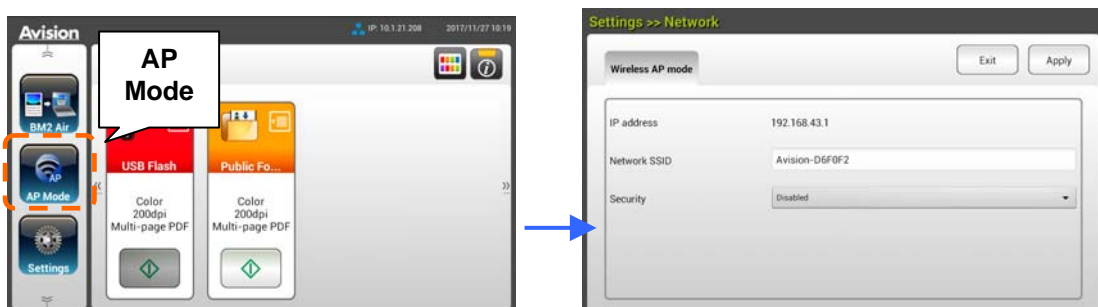 Avision
IP: 10.1.21.208 2017/11/27 10:19
AP
Mode
BM2 Air
AP
AP Mode
Settings
USB Flash
Color
200dpi
Multi-page PDF
Public Fo...
Color
200dpi
Multi-page PDF
Settings >> Network
Wireless AP mode
Exit
Apply
IP address 192.168.43.1
Network SSID Avision-D6F0F2
Security Disabled